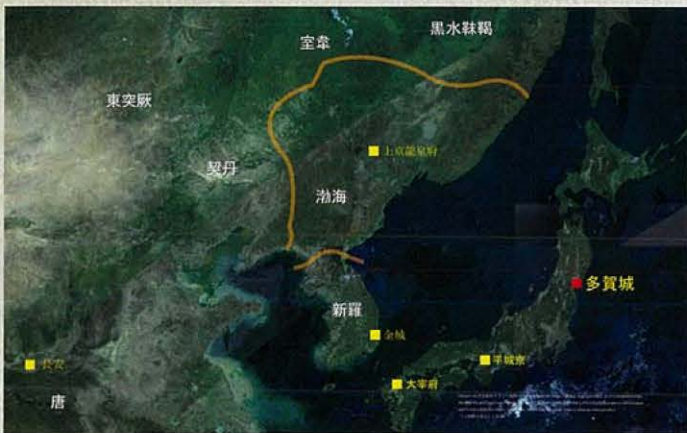 黒水靺鞨
室韋
東突厥
契丹
上京龍泉府
渤海
多賀城
新羅
金城
平城京
長安
大宰府
唐